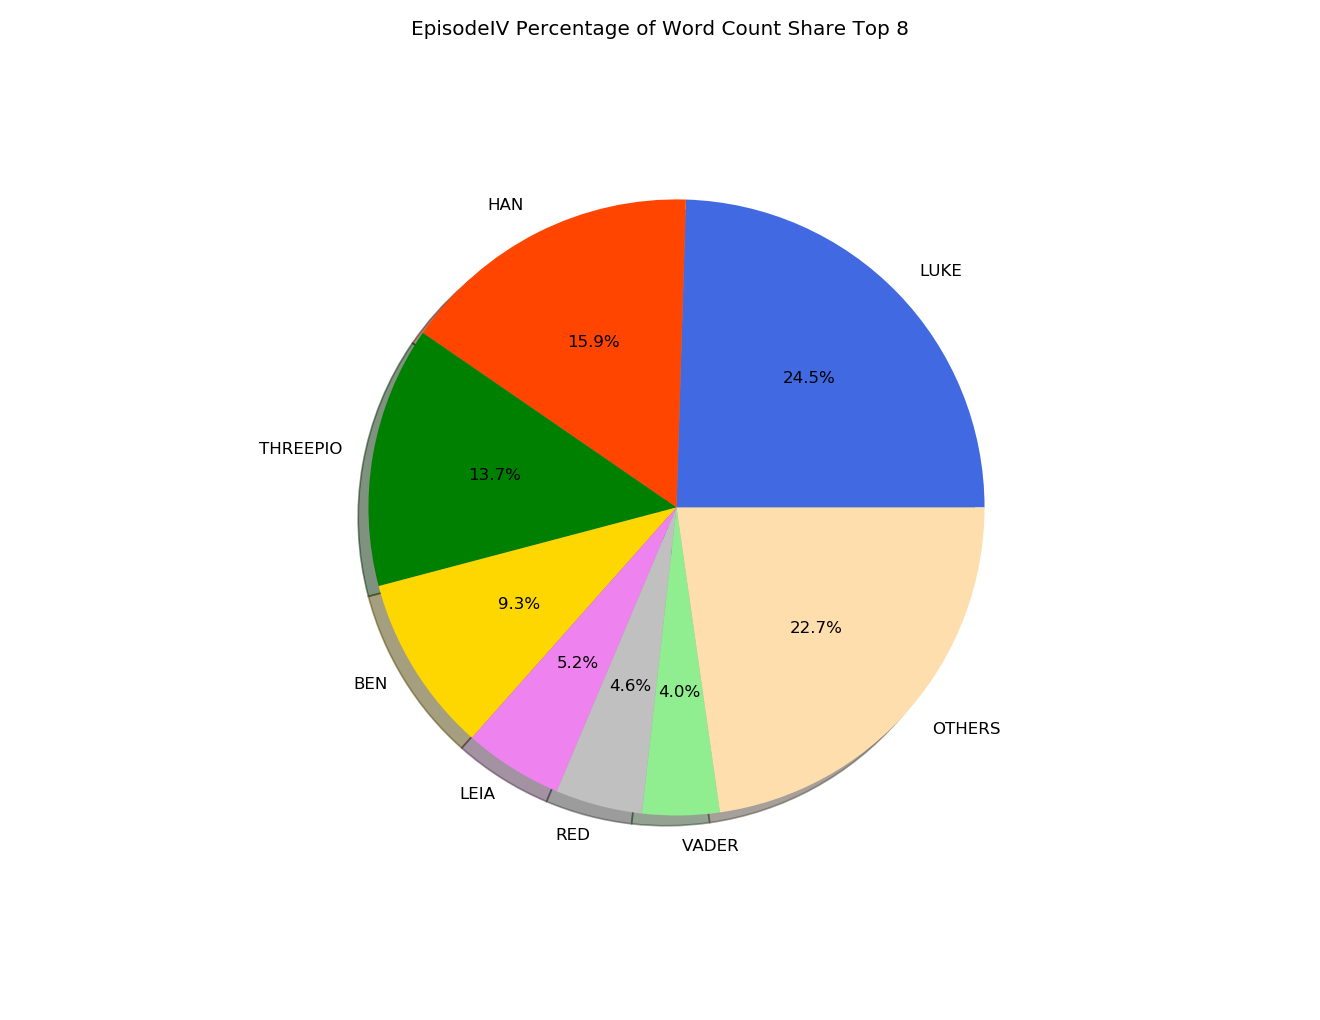 EpisodeIV Percentage of Word Count Share Top 8
HAN
LUKE
15.9%
24.5%
THREEPIO
13.7%
9.3%
22.7%
5.2%
4.6%
4.0%
BEN
OTHERS
LEIA
RED
VADER